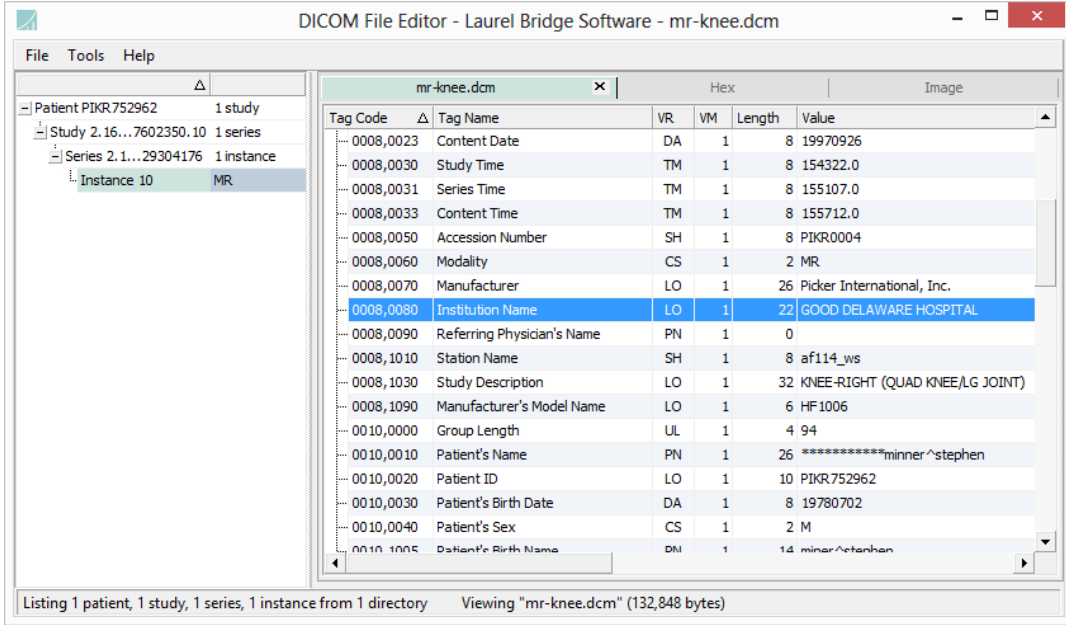 DICOM File Editor - Laurel Bridge Software - mr-knee.dcm
File Tools Help
mr-knee.dcm Hex Image
Patient PIKR752962 1 study
Study 2.16...7602350.10 1 series
Series 2.1...29304176 1 instance
Instance 10 MR
Tag Code Tag Name VR VM Length Value
0008,0023 Content Date DA 1 8 19970926
0008,0030 Study Time TM 1 8 154322.0
0008,0031 Series Time TM 1 8 155107.0
0008,0033 Content Time TM 1 8 155712.0
0008,0050 Accession Number SH 1 8 PIKR0004
0008,0060 Modality CS 1 2 MR
0008,0070 Manufacturer LO 1 26 Picker International, Inc.
0008,0080 Institution Name LO 1 22 GOOD DELAWARE HOSPITAL
0008,0090 Referring Physician's Name PN 1 0
0008,1010 Station Name SH 1 8 af114_ws
0008,1030 Study Description LO 1 32 KNEE-RIGHT (QUAD KNEE/LG JOINT)
0008,1090 Manufacturer's Model Name LO 1 6 HF1006
0010,0000 Group Length UL 1 4 94
0010,0010 Patient's Name PN 1 26 ***********minner^stephen
0010,0020 Patient ID LO 1 10 PIKR752962
0010,0030 Patient's Birth Date DA 1 8 19780702
0010,0040 Patient's Sex CS 1 2 M
0010,1005 Patient's Birth Name PN 1 14 miner^stephen
Listing 1 patient, 1 study, 1 series, 1 instance from 1 directory Viewing "mr-knee.dcm" (132,848 bytes)